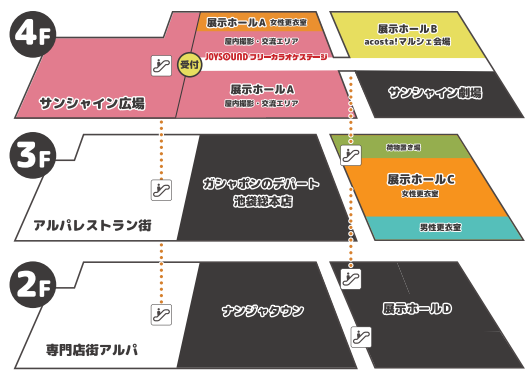 4F
展示ホールA 女性更衣室
屋内撮影・交流エリア
JOYSOUNDフリーカラオケステージ
受付
展示ホールA
屋内撮影・交流エリア
サンシャイン広場
展示ホールB
acosta!マルシェ会場
サンシャイン劇場
3F
ガシャポンのデパート
池袋総本店
アルパレストラン街
荷物置き場
展示ホールC
女性更衣室
男性更衣室
2F
ナンジャタウン
専門店街アルパ
展示ホールD